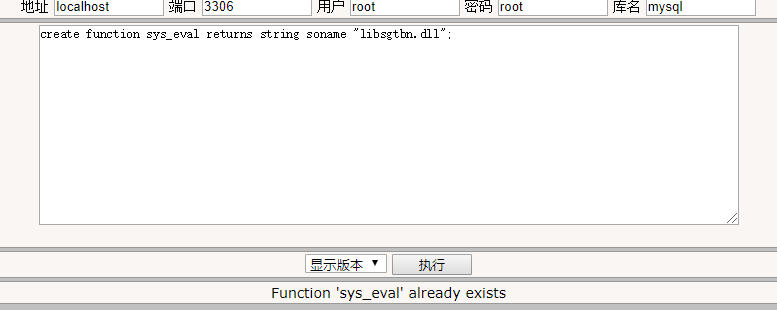 地址 localhost 端口 3306 用户 root 密码 root 库名 mysql
create function sys_eval returns string soname "libsgtbn.dll";
显示版本 ▼ 执行
Function 'sys_eval' already exists